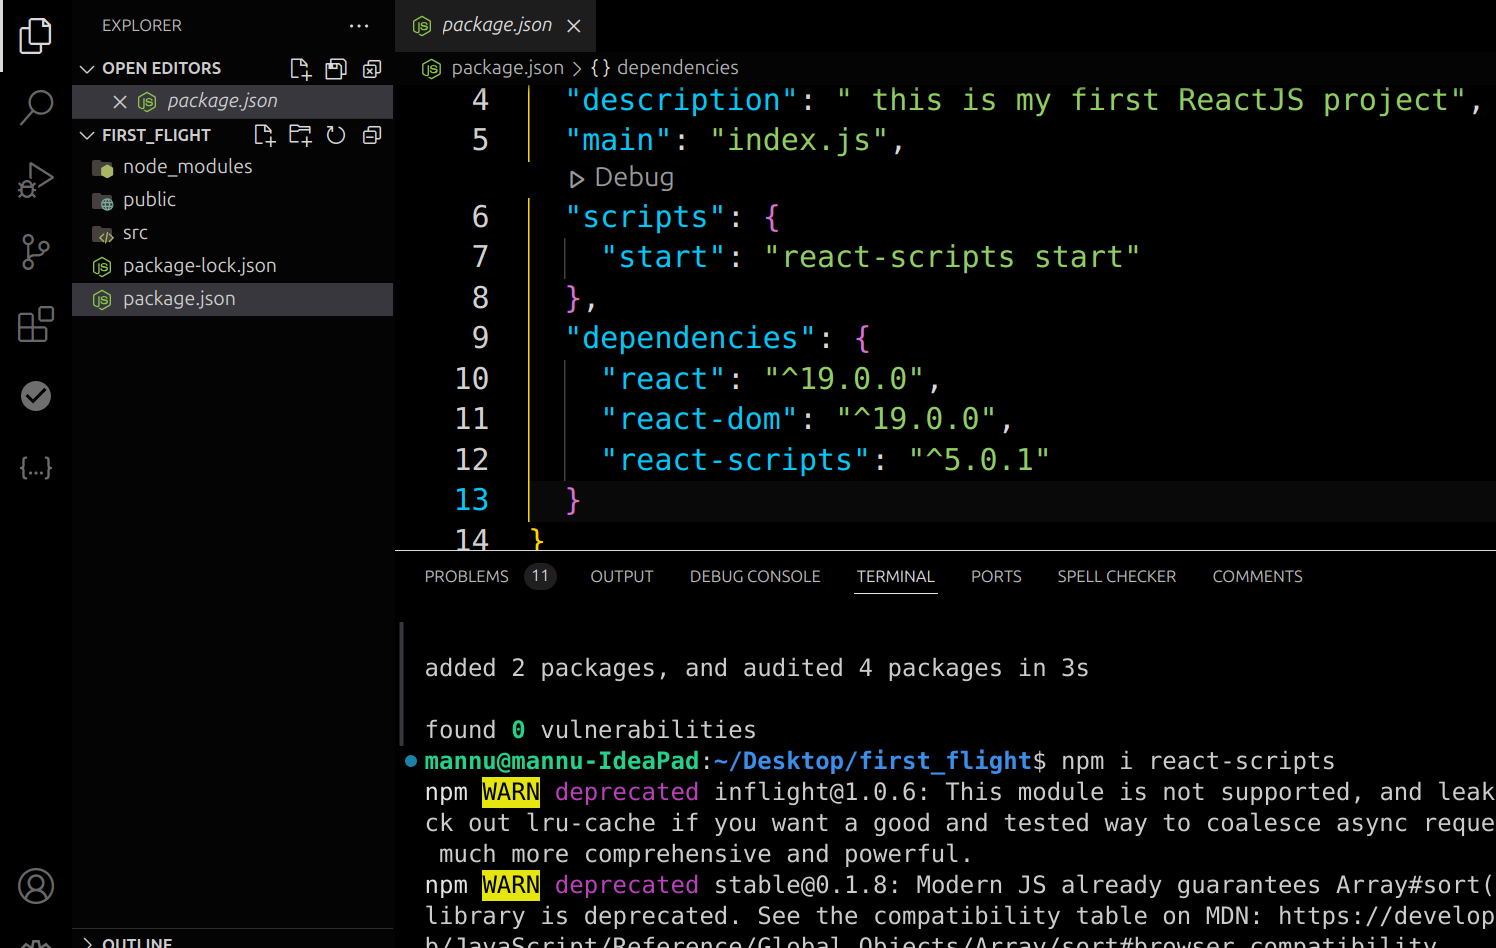 EXPLORER
OPEN EDITORS
package.json
FIRST_FLIGHT
node_modules
public
src
package-lock.json
package.json
OUTLINE
package.json
package.json > {} dependencies
4 "description": " this is my first ReactJS project",
5 "main": "index.js",
Debug
6 "scripts": {
7 "start": "react-scripts start"
8 },
9 "dependencies": {
10 "react": "^19.0.0",
11 "react-dom": "^19.0.0",
12 "react-scripts": "^5.0.1"
13 }
14 }
PROBLEMS 11 OUTPUT DEBUG CONSOLE TERMINAL PORTS SPELL CHECKER COMMENTS
added 2 packages, and audited 4 packages in 3s
found 0 vulnerabilities
mannu@mannu-IdeaPad:~/Desktop/first_flight$ npm i react-scripts
npm WARN deprecated inflight@1.0.6: This module is not supported, and leak
ck out lru-cache if you want a good and tested way to coalesce async reque
much more comprehensive and powerful.
npm WARN deprecated stable@0.1.8: Modern JS already guarantees Array#sort(
library is deprecated. See the compatibility table on MDN: https://develop
b/JavaScript/Reference/Global_Objects/Array/sort#browser_compatibility